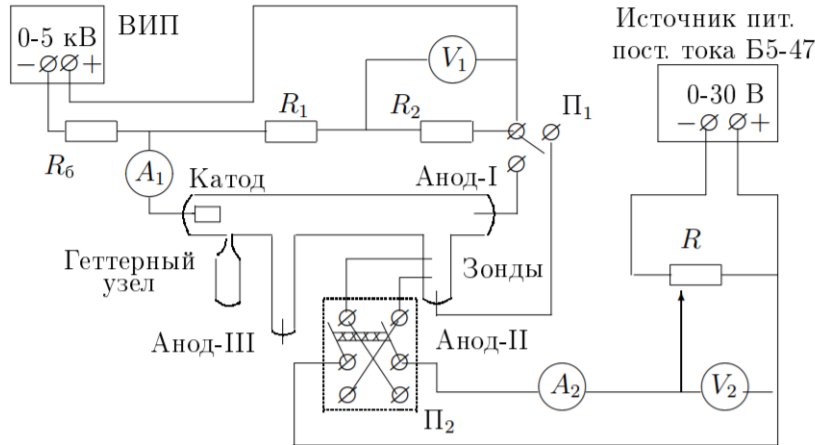 ВИП
0-5 кВ
− +
Источник пит.
пост. тока Б5-47
0-30 В
− +
V₁
R₁
R₂
П₁
Rб
A₁
Катод
Анод-I
R
Геттерный
узел
Зонды
Анод-III
Анод-II
A₂
V₂
П₂